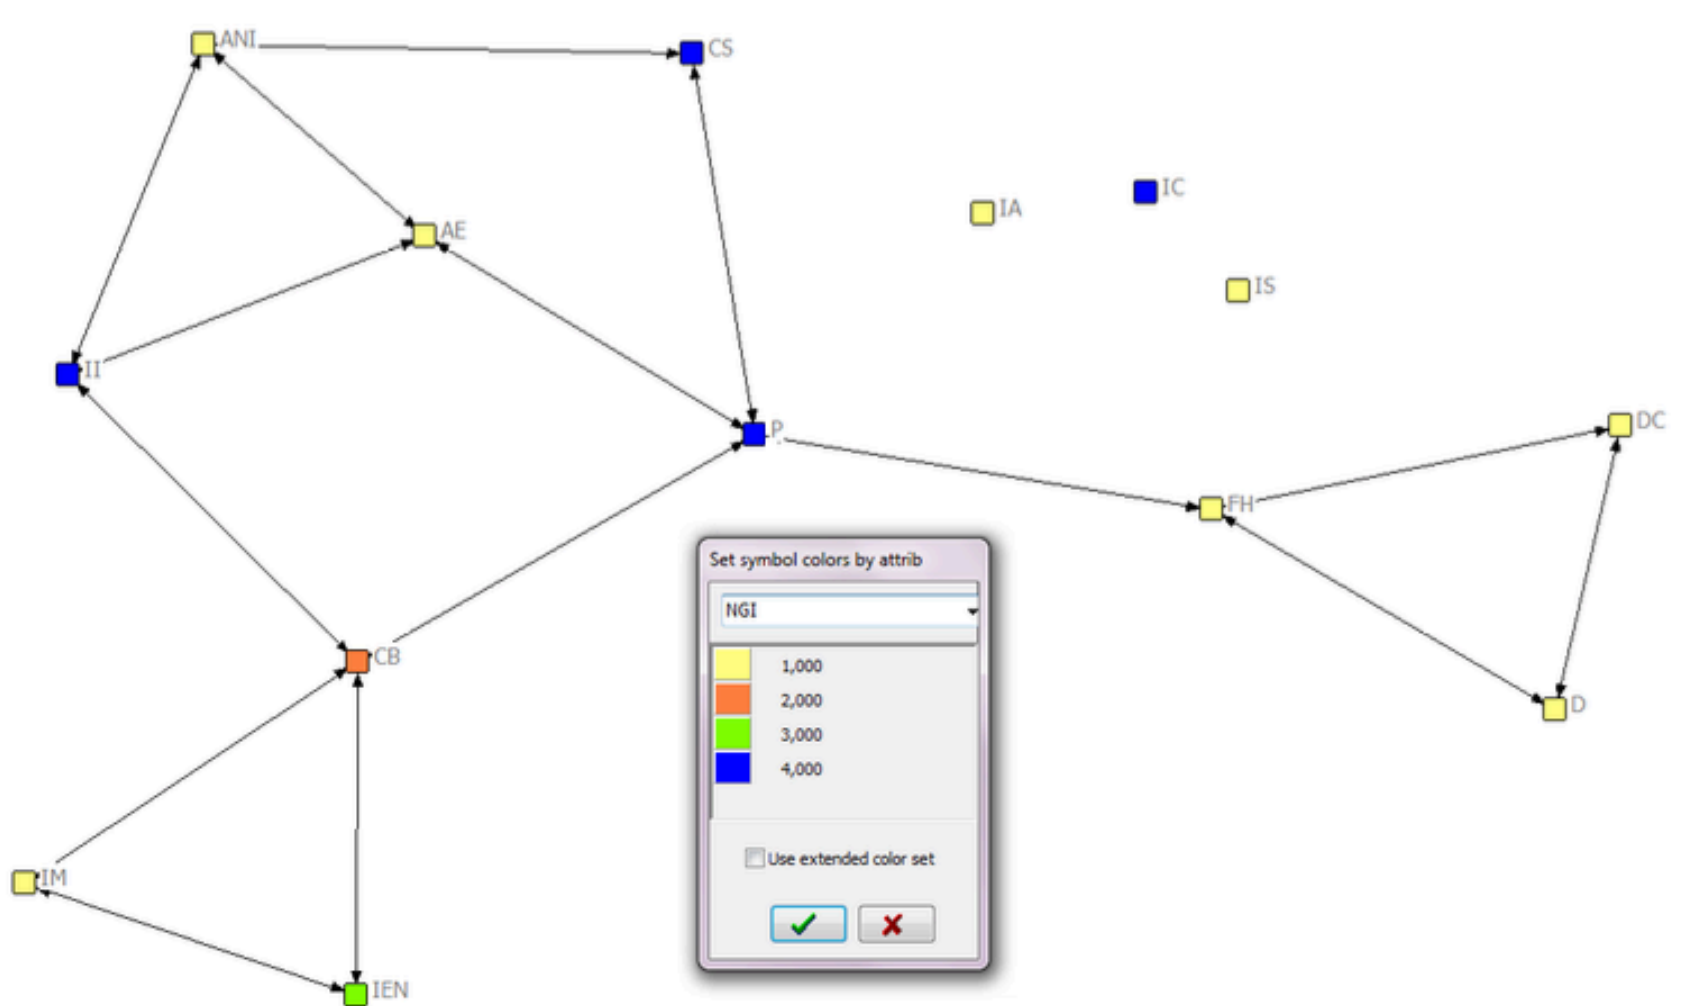 ANI
CS
IC
IA
AE
IS
II
DC
P
FH
Set symbol colors by attrib
NGI
1,000
CB
2,000
D
3,000
4,000
Use extended color set
IM
IEN